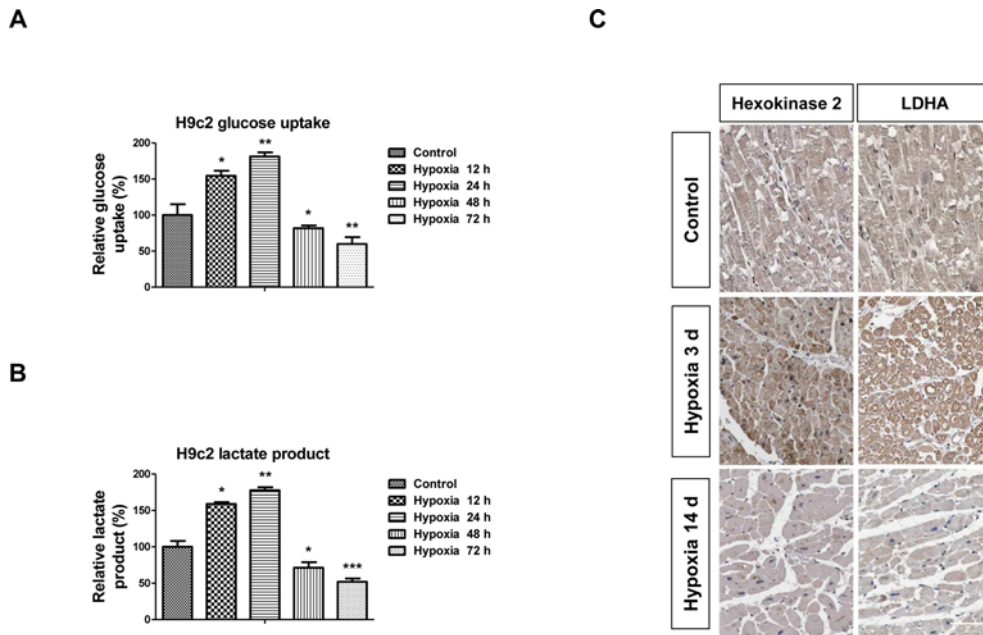 A
H9c2 glucose uptake
Relative glucose
uptake (%)
200
150
100
50
0
*
**
*
**
Control
Hypoxia 12 h
Hypoxia 24 h
Hypoxia 48 h
Hypoxia 72 h
B
H9c2 lactate product
Relative lactate
product (%)
200
150
100
50
0
*
**
*
***
Control
Hypoxia 12 h
Hypoxia 24 h
Hypoxia 48 h
Hypoxia 72 h
C
Hexokinase 2
LDHA
Control
Hypoxia 3 d
Hypoxia 14 d